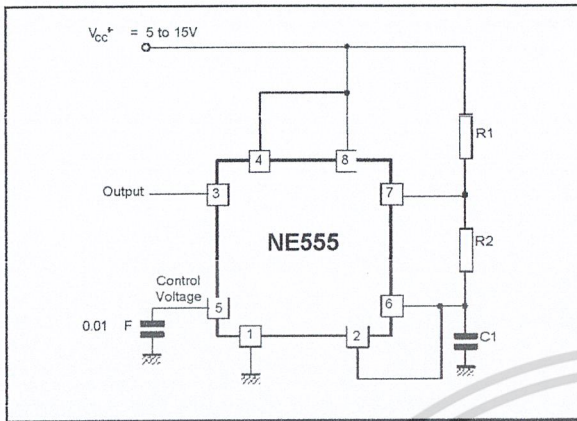 Vcc+ = 5 to 15V
4
8
R1
Output
3
7
NE555
R2
Control
Voltage
5
6
0.01 F
1
2
C1